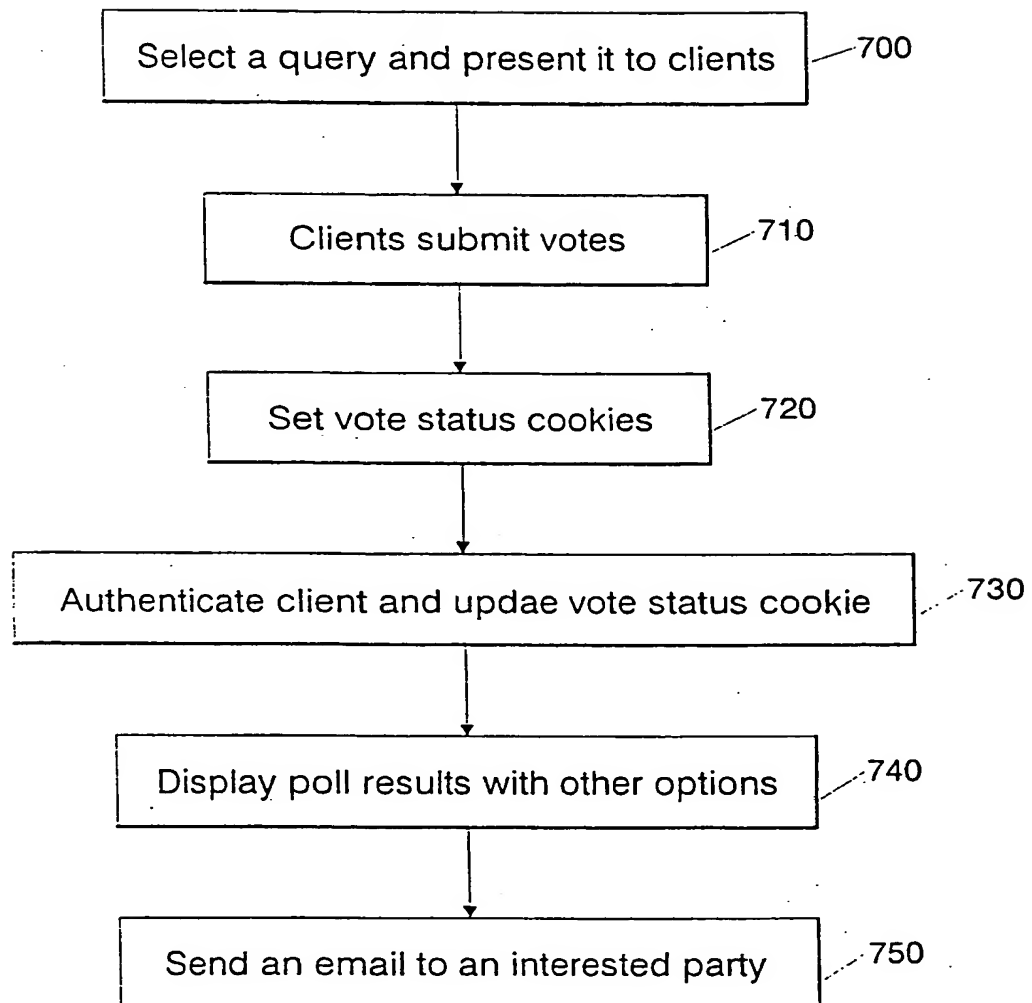 Select a query and present it to clients 700
Clients submit votes 710
Set vote status cookies 720
Authenticate client and updae vote status cookie 730
Display poll results with other options 740
Send an email to an interested party 750